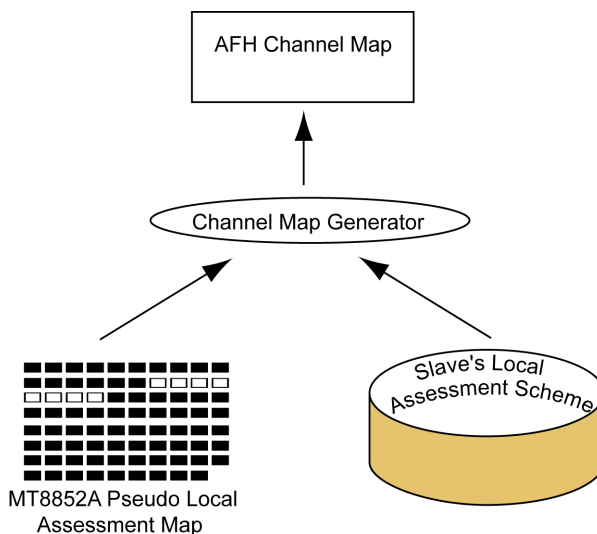 AFH Channel Map
Channel Map Generator
Slave's Local
Assessment Scheme
MT8852A Pseudo Local
Assessment Map